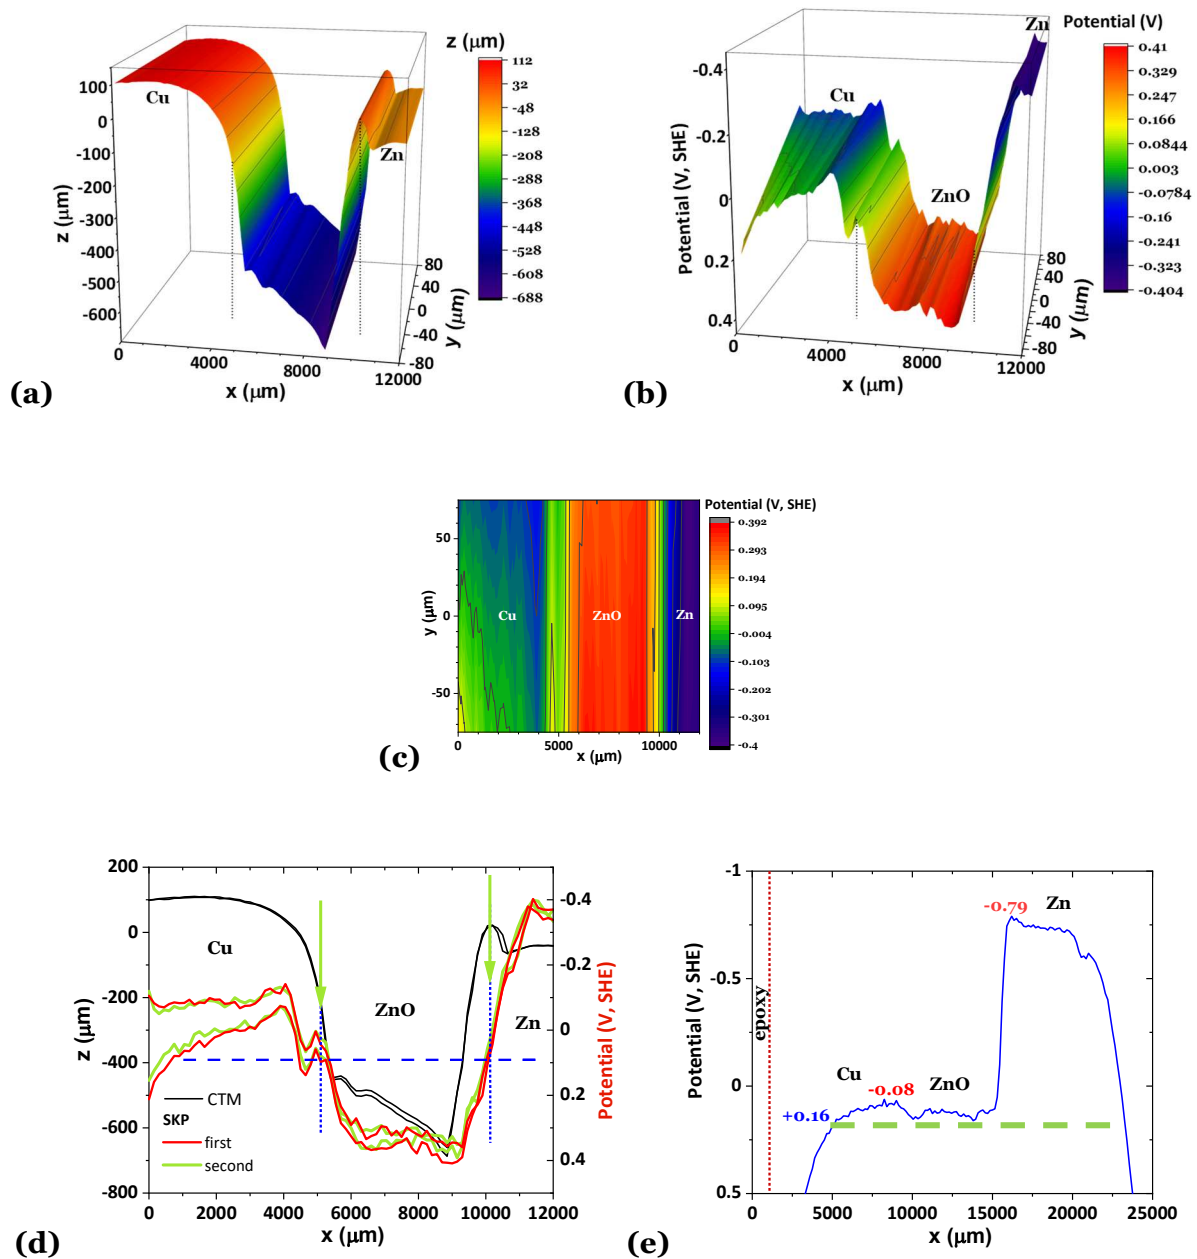 z (μm)
112
32
-48
-128
-208
-288
-368
-448
-528
-608
-688
100
0
-100
-200
-300
-400
-500
-600
z (μm)
Cu
Zn
0
4000
8000
12000
x (μm)
80
40
0
-40
-80
y (μm)
(a)
Potential (V)
0.41
0.329
0.247
0.166
0.0844
0.003
-0.0784
-0.16
-0.241
-0.323
-0.404
-0.4
-0.2
0
0.2
0.4
Potential (V, SHE)
Cu
ZnO
Zn
0
4000
8000
12000
x (μm)
80
40
0
-40
-80
y (μm)
(b)
Potential (V, SHE)
0.392
0.293
0.194
0.095
-0.004
-0.103
-0.202
-0.301
-0.4
50
0
-50
y (μm)
Cu
ZnO
Zn
0
5000
10000
x (μm)
(c)
200
0
-200
-400
-600
-800
z (μm)
Cu
ZnO
Zn
CTM
SKP
first
second
-0.4
-0.2
0
0.2
0.4
Potential (V, SHE)
0
2000
4000
6000
8000
10000
12000
x (μm)
(d)
-1
-0.5
0
0.5
Potential (V, SHE)
epoxy
-0.79
Zn
Cu
-0.08
ZnO
+0.16
0
5000
10000
15000
20000
25000
x (μm)
(e)